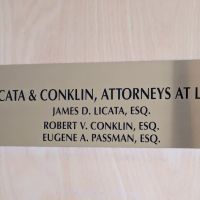 CATA & CONKLIN, ATTORNEYS AT L
JAMES D. LICATA, ESQ.
ROBERT V. CONKLIN, ESQ.
EUGENE A. PASSMAN, ESQ.